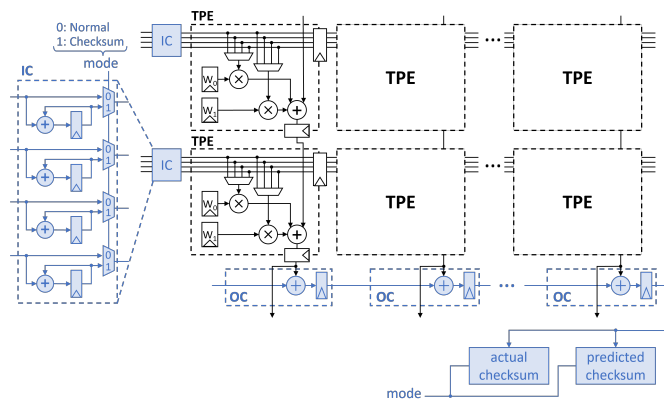 0: Normal
1: Checksum
mode
IC
0
1
0
1
0
1
0
1
IC
IC
TPE
W0
W1
TPE
TPE
...
TPE
W0
W1
TPE
TPE
...
OC
OC
...
OC
actual
checksum
predicted
checksum
mode